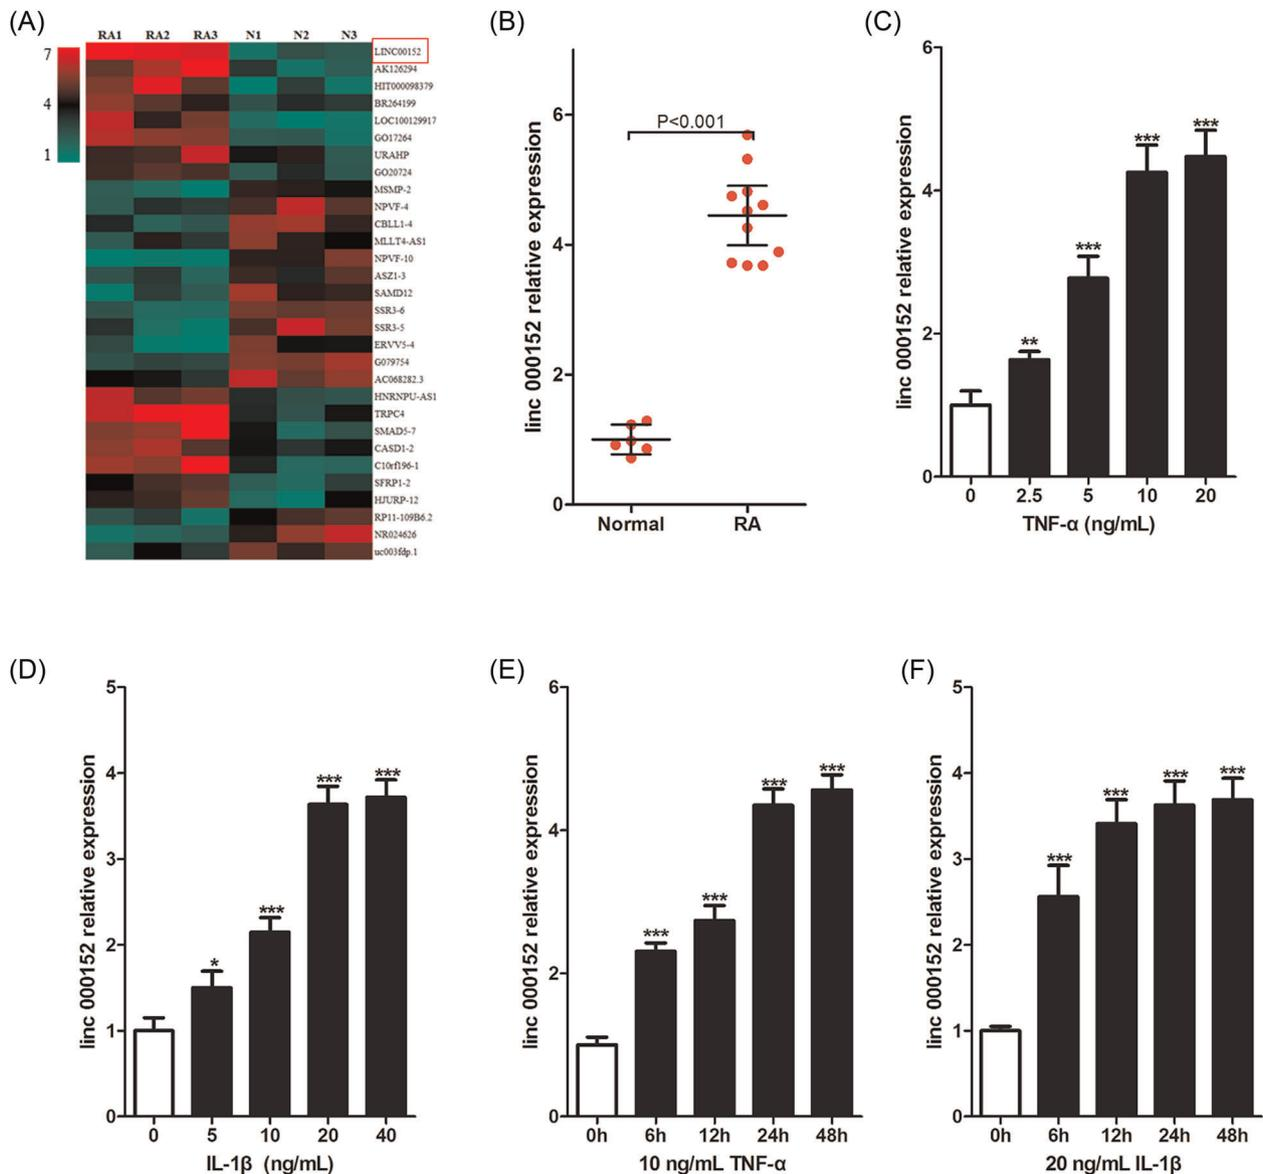 (A)
RA1 RA2 RA3 N1 N2 N3
7
4
1
LINC00152
AK126294
HIT000098379
BR264199
LOC100129917
GO17264
URAHP
GO20724
MSMP-2
NPVF-4
CBLL1-4
MLLT4-AS1
NPVF-10
ASZ1-3
SAMD12
SSR3-6
SSR3-5
ERVV5-4
G079754
AC068282.3
HNRNPU-AS1
TRPC4
SMAD5-7
CASD1-2
C10rf196-1
SFRP1-2
HJURP-12
RP11-109B6.2
NR024626
uc003fdp.1
(B)
linc 000152 relative expression
6
4
2
0
P<0.001
Normal RA
(C)
linc 000152 relative expression
6
4
2
0
** *** *** ***
0 2.5 5 10 20
TNF-α (ng/mL)
(D)
linc 000152 relative expression
5
4
3
2
1
0
* *** *** ***
0 5 10 20 40
IL-1β (ng/mL)
(E)
linc 000152 relative expression
6
4
2
0
*** *** *** ***
0h 6h 12h 24h 48h
10 ng/mL TNF-α
(F)
linc 000152 relative expression
5
4
3
2
1
0
*** *** *** ***
0h 6h 12h 24h 48h
20 ng/mL IL-1β